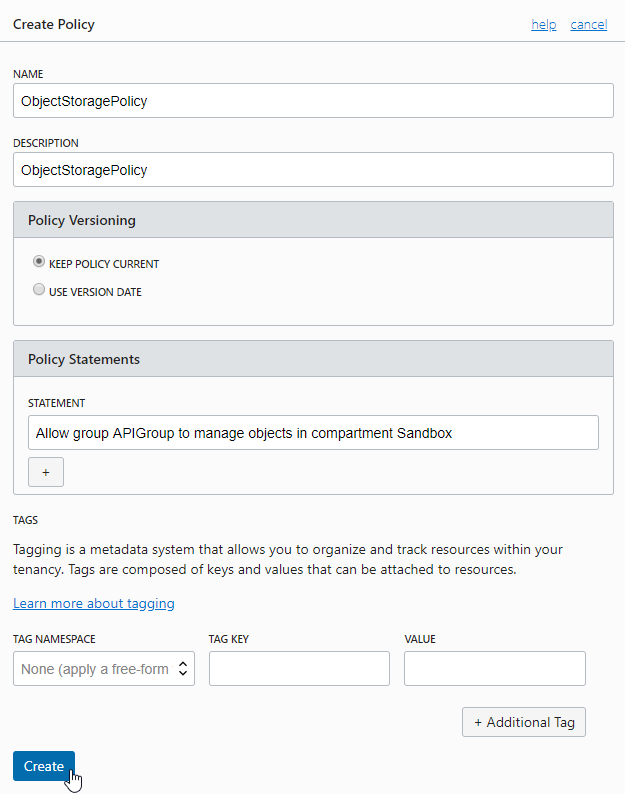 Create Policy help cancel
NAME
ObjectStoragePolicy
DESCRIPTION
ObjectStoragePolicy
Policy Versioning
KEEP POLICY CURRENT
USE VERSION DATE
Policy Statements
STATEMENT
Allow group APIGroup to manage objects in compartment Sandbox
+
TAGS
Tagging is a metadata system that allows you to organize and track resources within your
tenancy. Tags are composed of keys and values that can be attached to resources.
Learn more about tagging
TAG NAMESPACE TAG KEY VALUE
None (apply a free-form
+ Additional Tag
Create